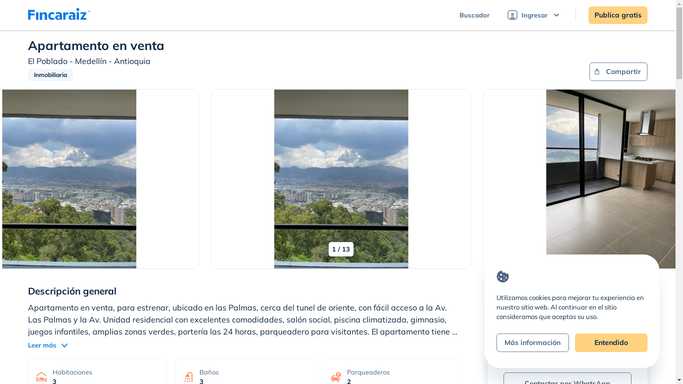 Fincaraiz
Buscador
Ingresar
Publica gratis
Apartamento en venta
El Poblado - Medellín - Antioquia
Inmobiliaria
Compartir
1 / 13
Descripción general
Apartamento en venta, para estrenar, ubicado en las Palmas, cerca del tunel de oriente, con fácil acceso a la Av.
Las Palmas y la Av. Unidad residencial con excelentes comodidades, salón social, piscina climatizada, gimnasio,
juegos infantiles, amplias zonas verdes, portería las 24 horas, parqueadero para visitantes. El apartamento tiene ...
Leer más
Habitaciones
3
Baños
3
Parqueaderos
2
Utilizamos cookies para mejorar tu experiencia en
nuestro sitio web. Al continuar en el sitio
consideramos que aceptas su uso.
Más información
Entendido
Contactar por WhatsApp